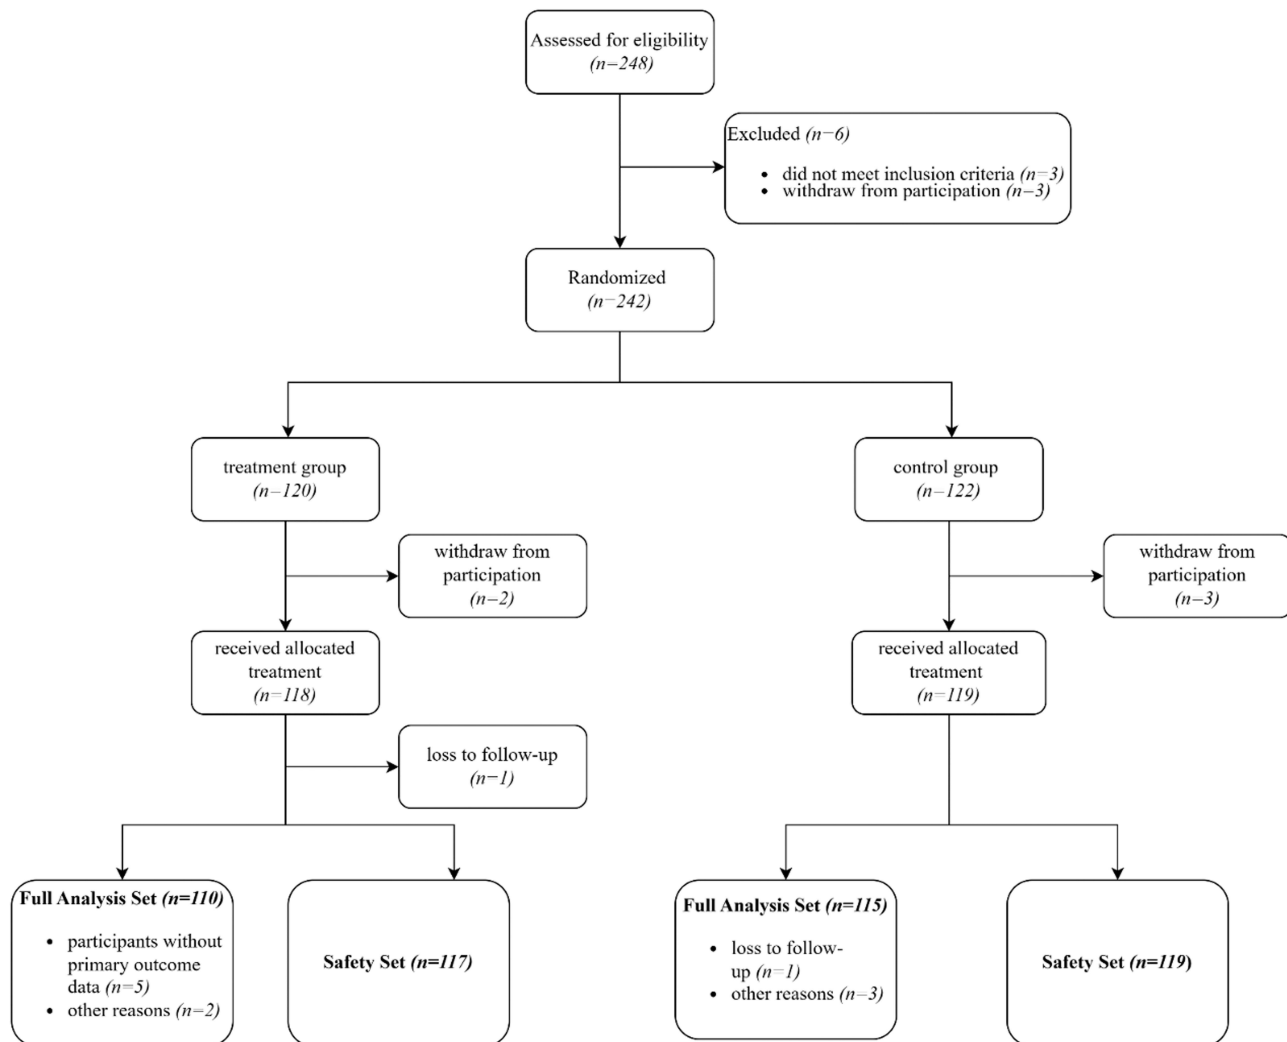 Assessed for eligibility
(n=248)
Excluded (n=6)
• did not meet inclusion criteria (n=3)
• withdraw from participation (n=3)
Randomized
(n=242)
treatment group
(n=120)
control group
(n=122)
withdraw from
participation
(n=2)
withdraw from
participation
(n=3)
received allocated
treatment
(n=118)
received allocated
treatment
(n=119)
loss to follow-up
(n=1)
Full Analysis Set (n=110)
• participants without
primary outcome
data (n=5)
• other reasons (n=2)
Safety Set (n=117)
Full Analysis Set (n=115)
• loss to follow-
up (n=1)
• other reasons (n=3)
Safety Set (n=119)